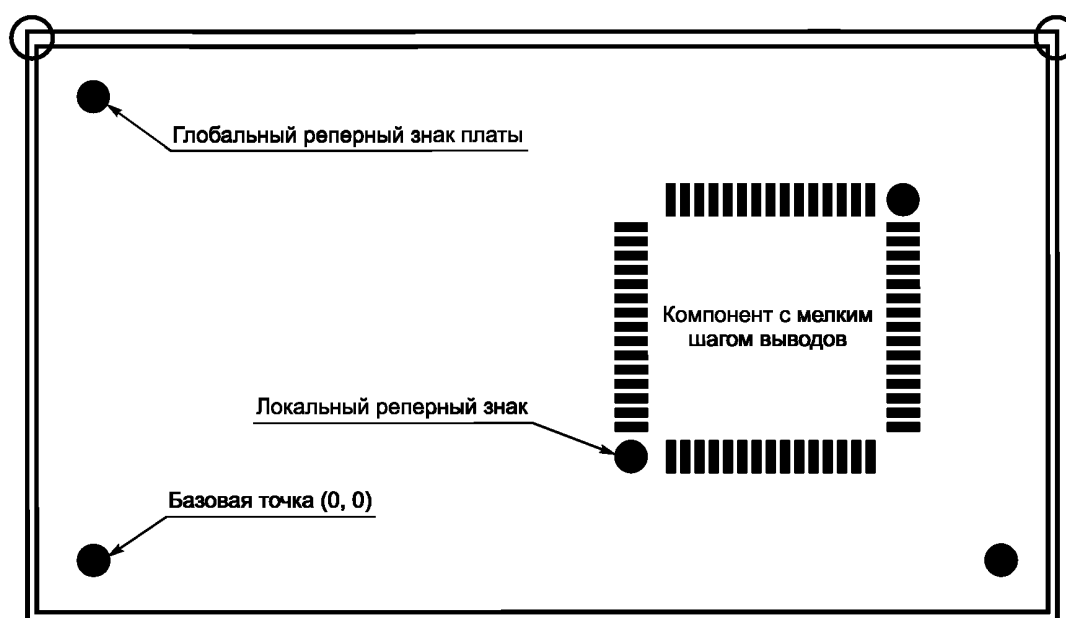 Глобальный реперный знак платы
Компонент с мелким
шагом выводов
Локальный реперный знак
Базовая точка (0, 0)